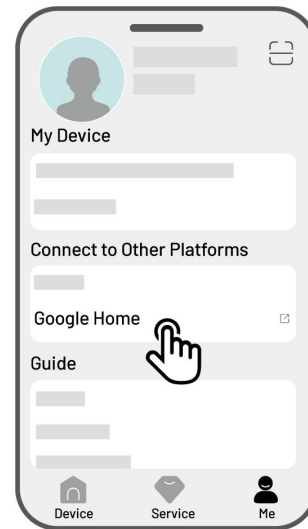 My Device
Connect to Other Platforms
Google Home
Guide
Device
Service
Me